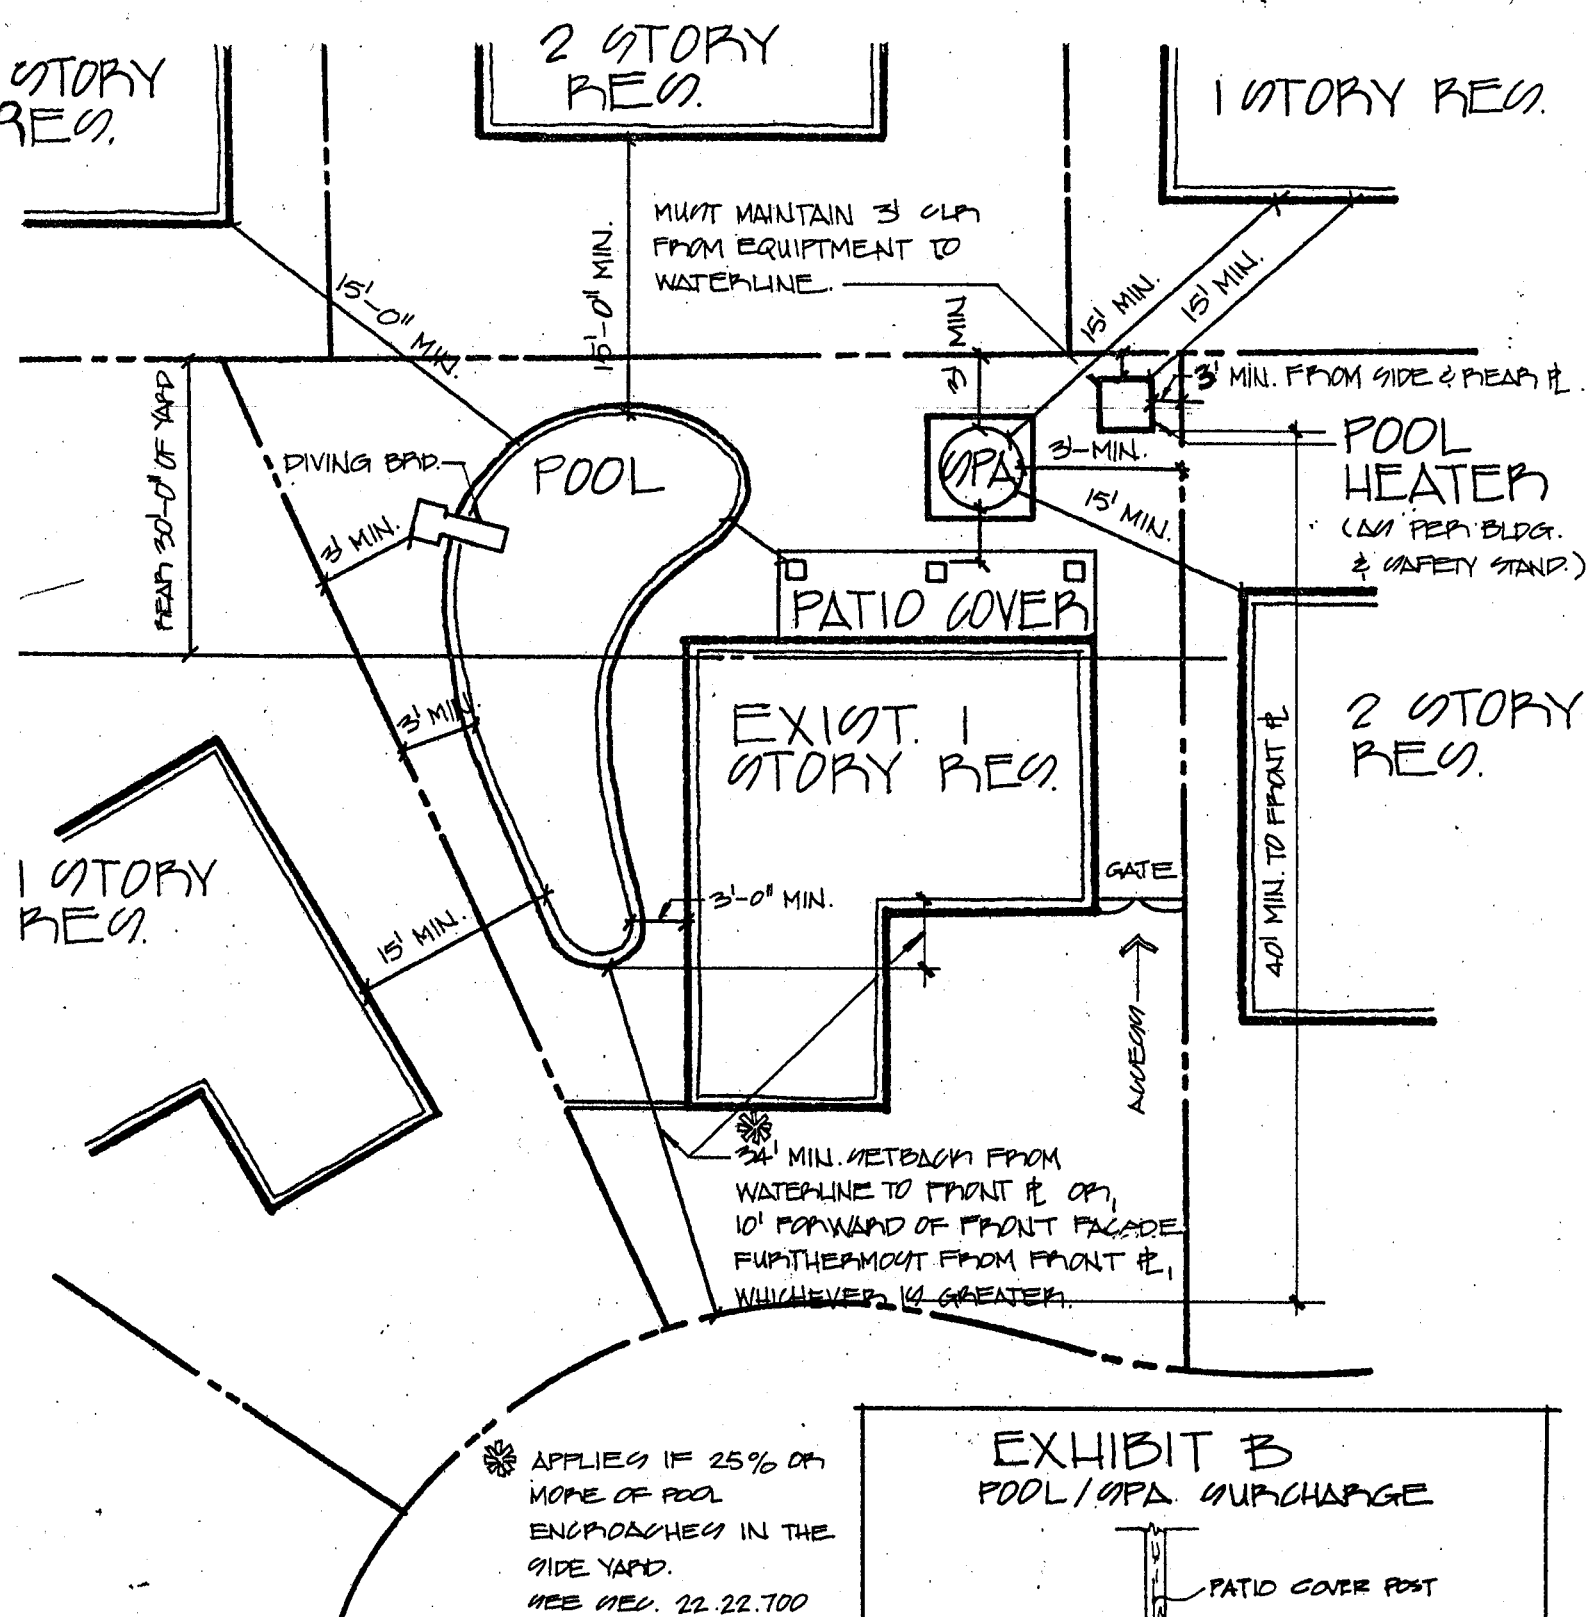 STORY
RES.
2 STORY
RES.
1 STORY RES.
MUST MAINTAIN 3' CLR
FROM EQUIPTMENT TO
WATERLINE.
15'-0" MIN.
15'-0" MIN.
3' MIN
15' MIN.
15' MIN.
3' MIN. FROM SIDE & REAR ⅊.
REAR 30'-0" OF YARD
DIVING BRD.
POOL
SPA
3'-MIN.
POOL
HEATER
(AS PER BLDG.
& SAFETY STAND.)
3' MIN.
15' MIN.
PATIO COVER
3' MIN.
EXIST. 1
STORY RES.
2 STORY
RES.
40' MIN. TO FRONT ⅊
1 STORY
RES.
15' MIN.
3'-0" MIN.
GATE
ACCESS
34' MIN. SETBACK FROM
WATERLINE TO FRONT ⅊ OR,
10' FORWARD OF FRONT FACADE
FURTHERMOST FROM FRONT ⅊,
WHICHEVER IS GREATER.
APPLIES IF 25% OR
MORE OF POOL
ENCROACHES IN THE
SIDE YARD.
SEE SEC. 22.22.700
EXHIBIT B
POOL/SPA SURCHARGE
PATIO COVER POST